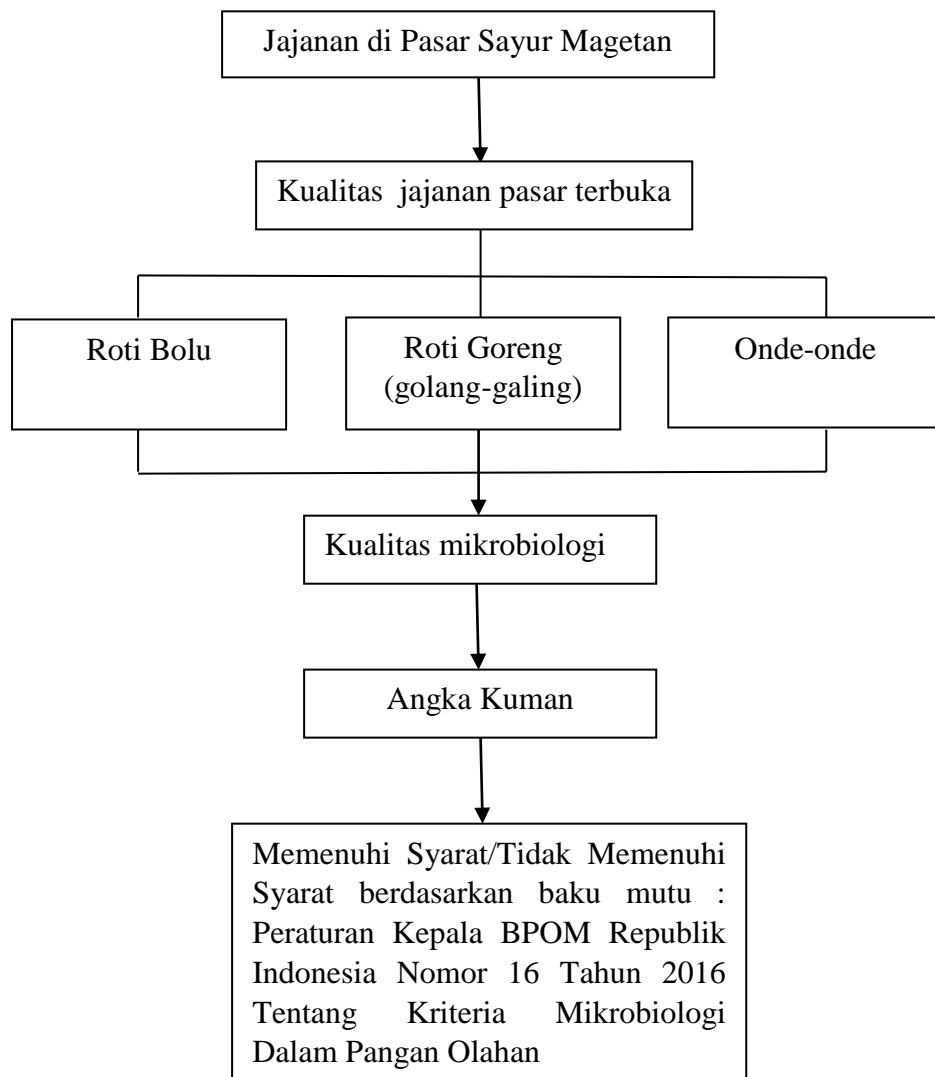 Jajanan di Pasar Sayur Magetan
Kualitas jajanan pasar terbuka
Roti Bolu
Roti Goreng
(golang-galing)
Onde-onde
Kualitas mikrobiologi
Angka Kuman
Memenuhi Syarat/Tidak Memenuhi
Syarat berdasarkan baku mutu :
Peraturan Kepala BPOM Republik
Indonesia Nomor 16 Tahun 2016
Tentang Kriteria Mikrobiologi
Dalam Pangan Olahan